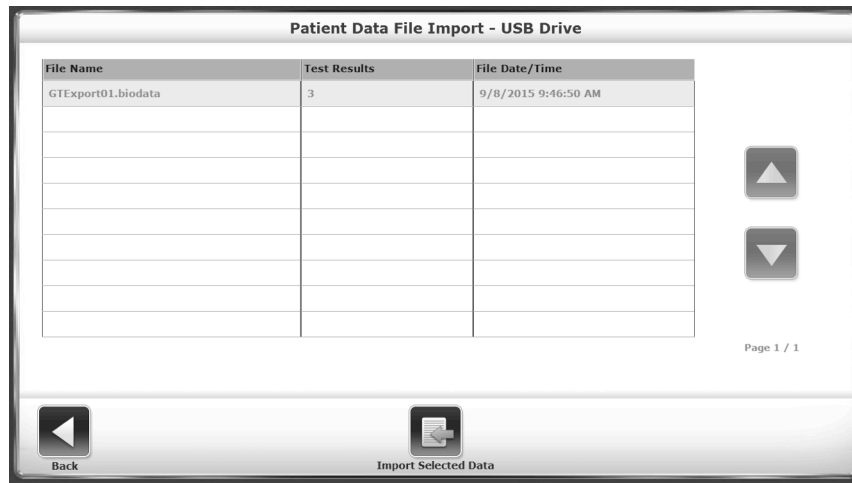 Patient Data File Import - USB Drive
File Name Test Results File Date/Time
GTExport01.biodata 3 9/8/2015 9:46:50 AM
Page 1 / 1
Back Import Selected Data